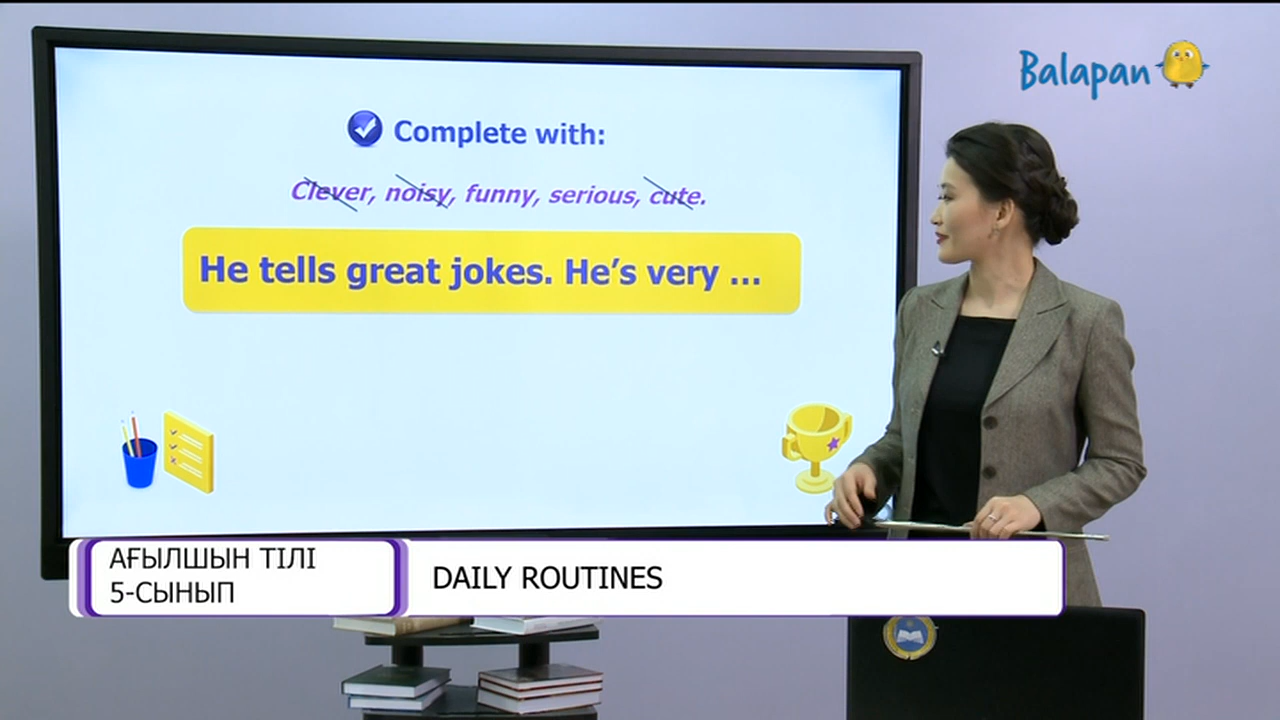 Balapan
Complete with:
Clever, noisy, funny, serious, cute.
He tells great jokes. He's very ...
АҒЫЛШЫН ТІЛІ
5-СЫНЫП
DAILY ROUTINES